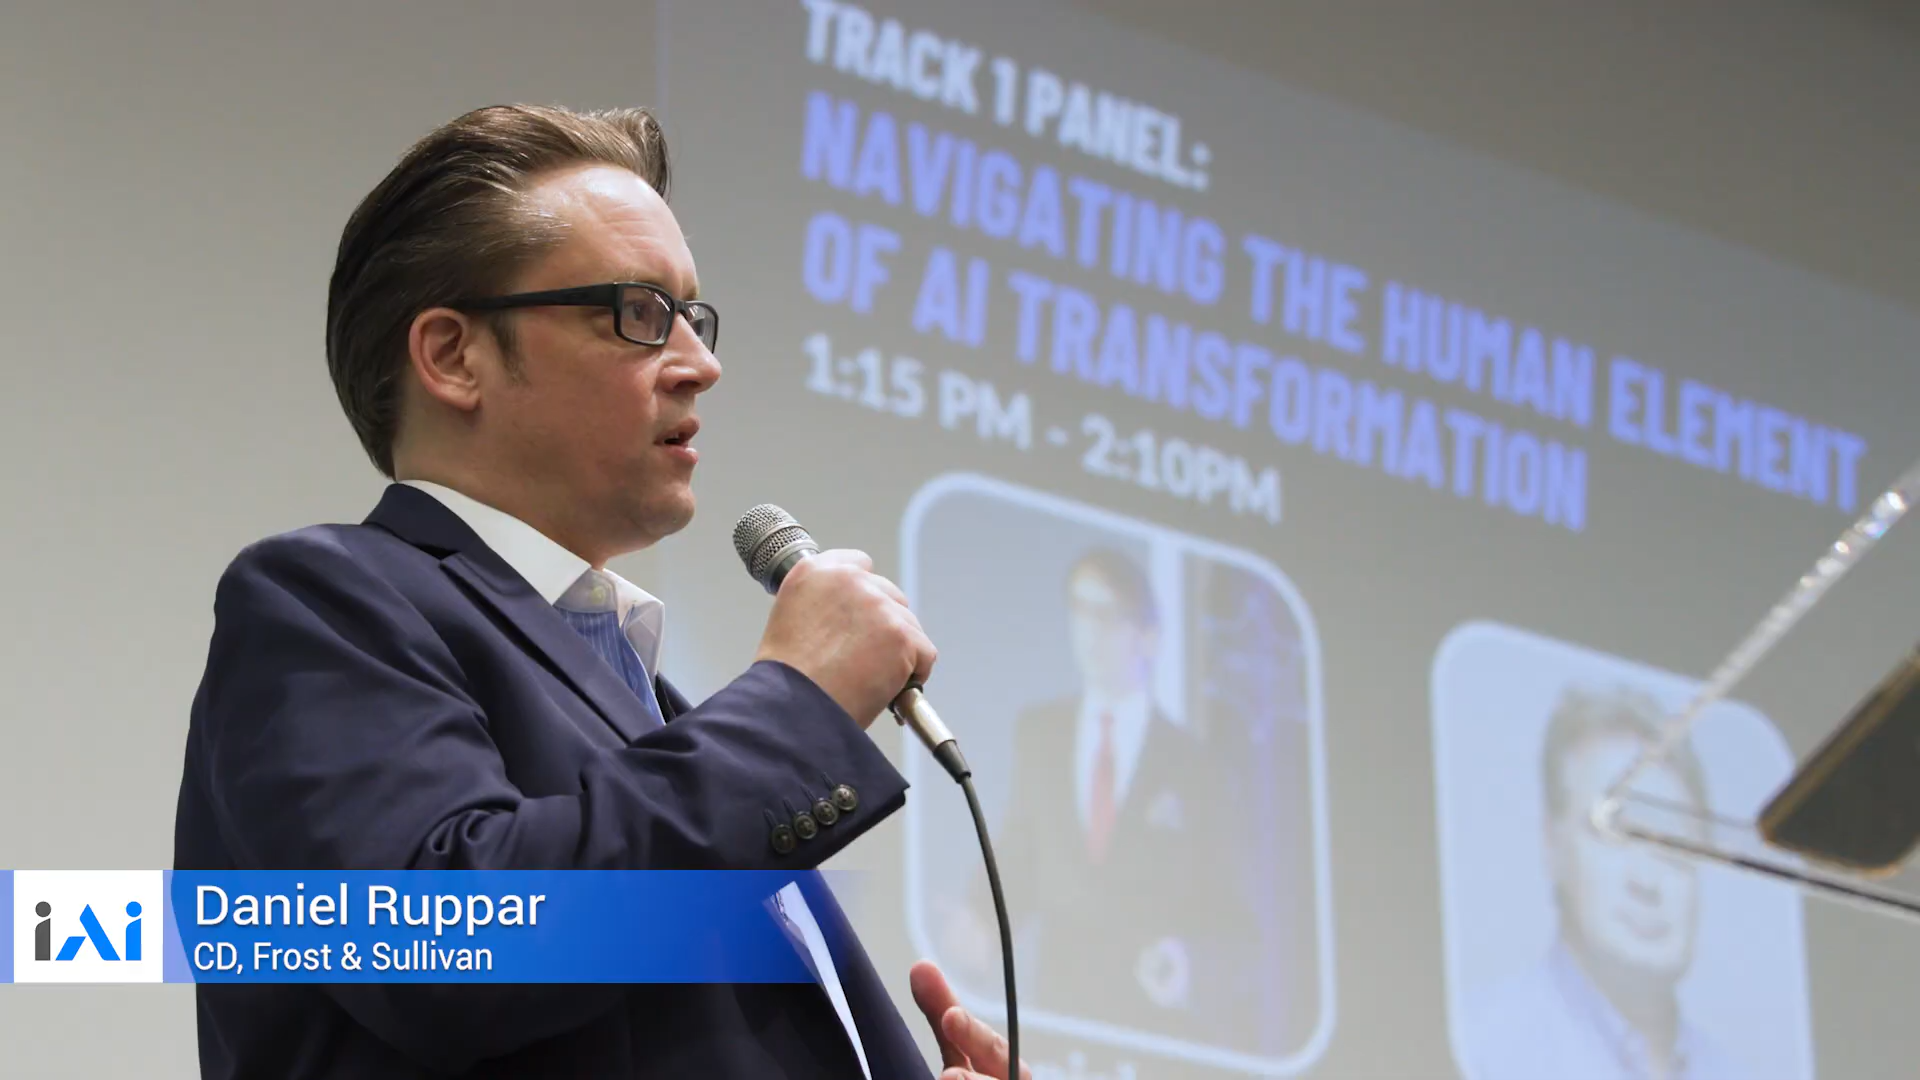 TRACK 1 PANEL:
NAVIGATING THE HUMAN ELEMENT
OF AI TRANSFORMATION
1:15 PM - 2:10PM
iAi
Daniel Ruppar
CD, Frost & Sullivan